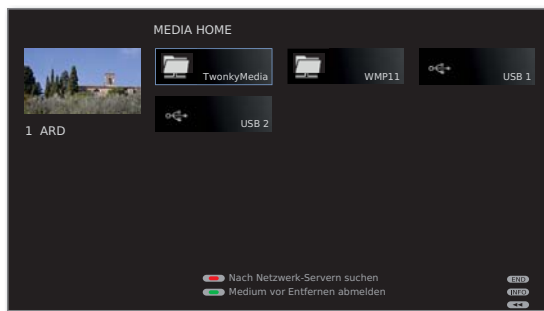 MEDIA HOME
TwonkyMedia
WMP11
USB 1
USB 2
1 ARD
Nach Netzwerk-Servern suchen
Medium vor Entfernen abmelden
END
INFO